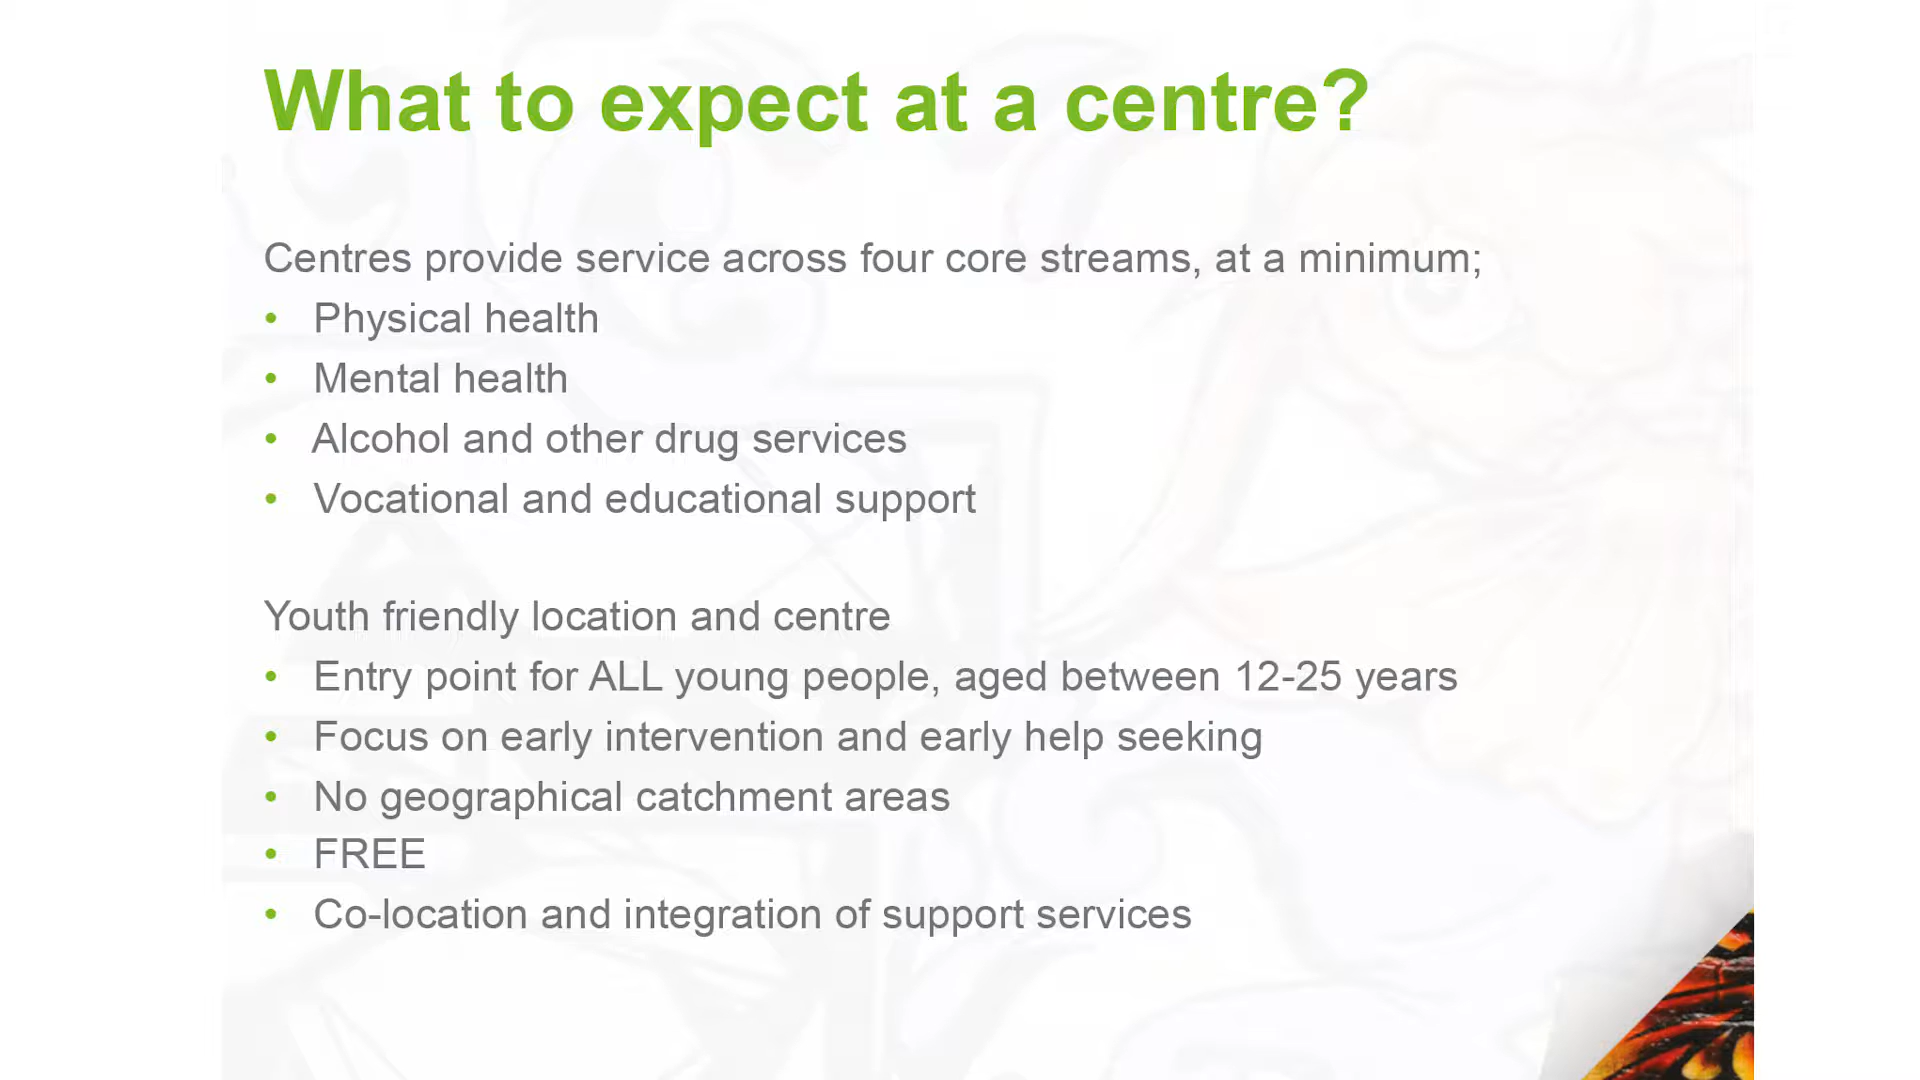 What to expect at a centre?
Centres provide service across four core streams, at a minimum;
• Physical health
• Mental health
• Alcohol and other drug services
• Vocational and educational support
Youth friendly location and centre
• Entry point for ALL young people, aged between 12-25 years
• Focus on early intervention and early help seeking
• No geographical catchment areas
• FREE
• Co-location and integration of support services